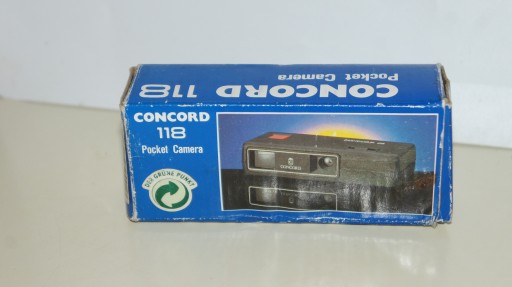 CONCORD 118
Pocket Camera
CONCORD
118
Pocket Camera
DER GRÜNE PUNKT
CONCORD